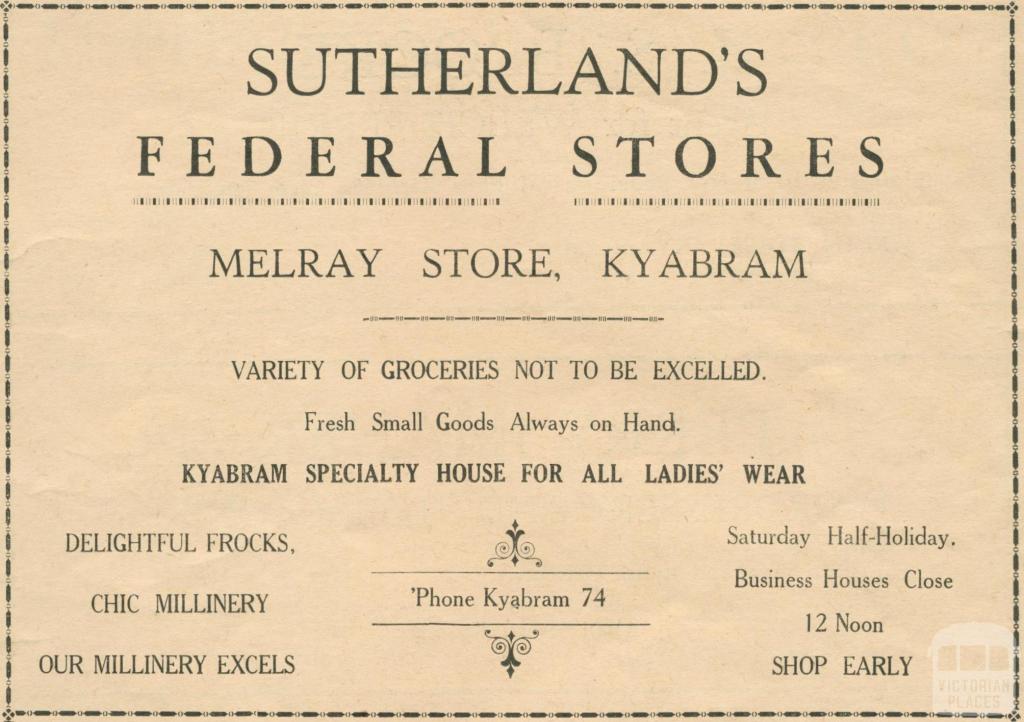 SUTHERLAND'S
FEDERAL STORES
MELRAY STORE, KYABRAM
VARIETY OF GROCERIES NOT TO BE EXCELLED.
Fresh Small Goods Always on Hand.
KYABRAM SPECIALTY HOUSE FOR ALL LADIES' WEAR
DELIGHTFUL FROCKS,
CHIC MILLINERY
OUR MILLINERY EXCELS
'Phone Kyabram 74
Saturday Half-Holiday.
Business Houses Close
12 Noon
SHOP EARLY
VICTORIAN
PLACES